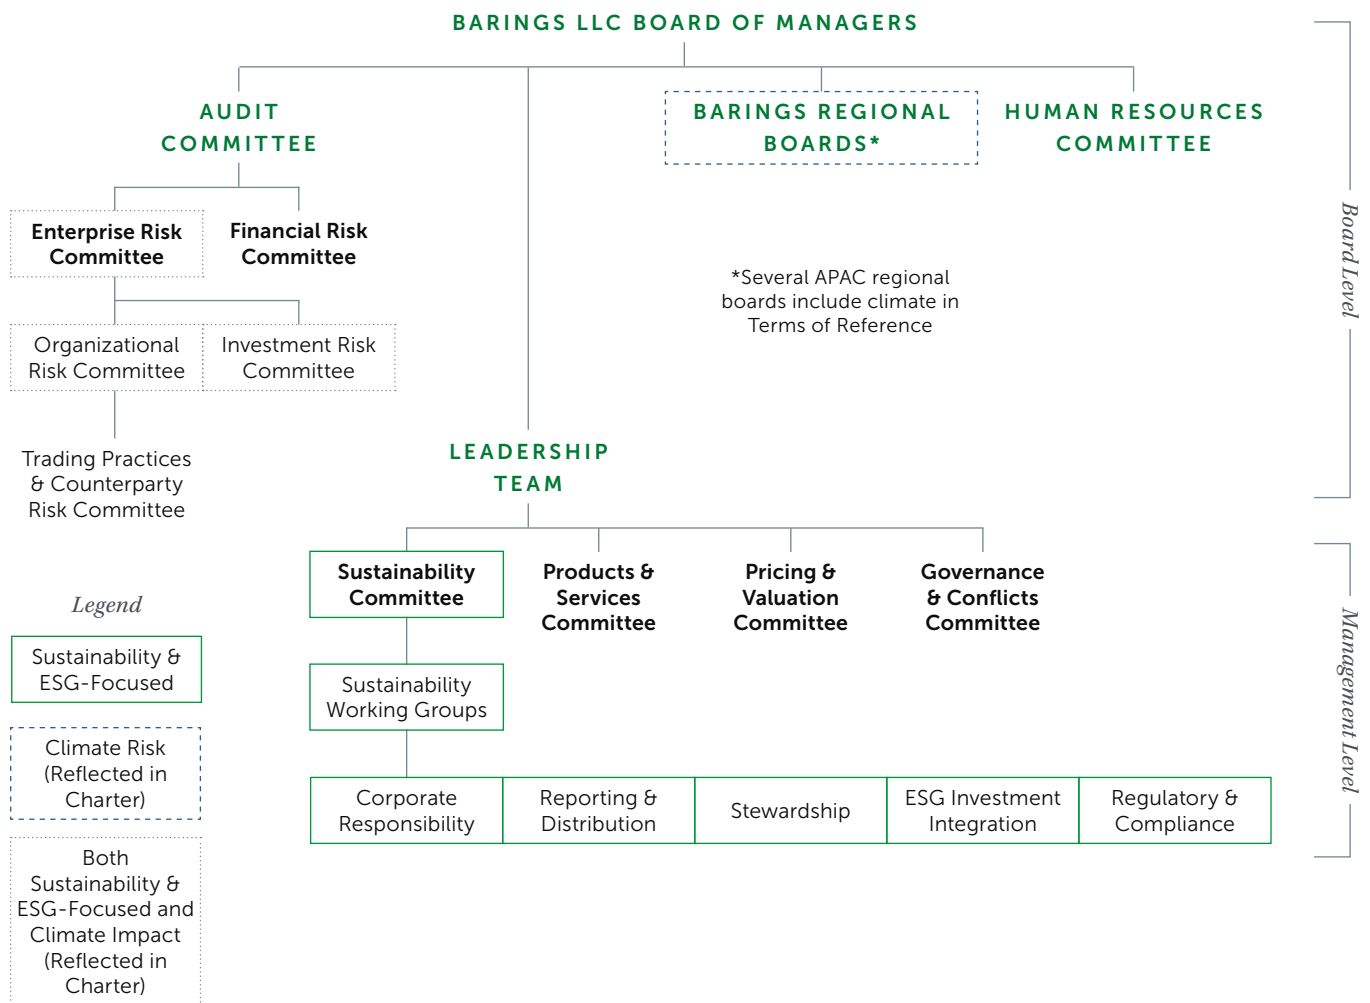 BARINGS LLC BOARD OF MANAGERS
AUDIT
COMMITTEE
BARINGS REGIONAL
BOARDS*
HUMAN RESOURCES
COMMITTEE
Enterprise Risk
Committee
Financial Risk
Committee
*Several APAC regional
boards include climate in
Terms of Reference
Organizational
Risk Committee
Investment Risk
Committee
Trading Practices
& Counterparty
Risk Committee
Board Level
LEADERSHIP
TEAM
Sustainability
Committee
Products &
Services
Committee
Pricing &
Valuation
Committee
Governance
& Conflicts
Committee
Sustainability
Working Groups
Corporate
Responsibility
Reporting &
Distribution
Stewardship
ESG Investment
Integration
Regulatory &
Compliance
Management Level
Legend
Sustainability &
ESG-Focused
Climate Risk
(Reflected in
Charter)
Both
Sustainability &
ESG-Focused and
Climate Impact
(Reflected in
Charter)